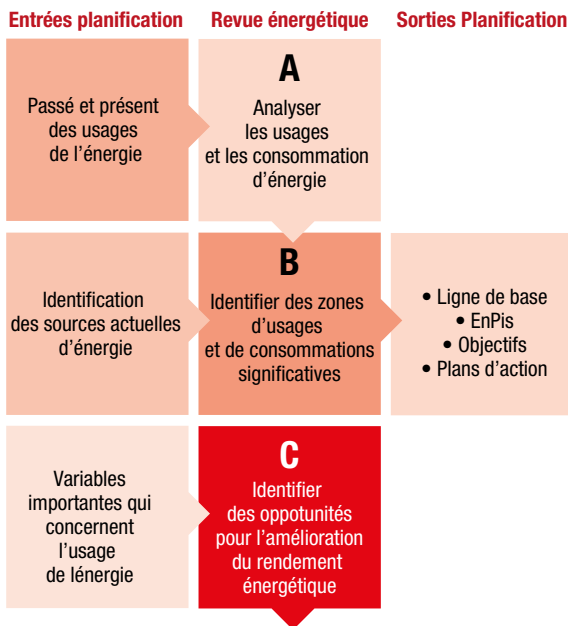 Entrées planification
Revue énergétique
Sorties Planification
Passé et présent
des usages
de l'énergie
A
Analyser
les usages
et les consommation
d'énergie
Identification
des sources actuelles
d'énergie
B
Identifier des zones
d'usages
et de consommations
significatives
• Ligne de base
• EnPis
• Objectifs
• Plans d'action
Variables
importantes qui
concernent
l'usage
de lénergie
C
Identifier
des oppotunités
pour l'amélioration
du rendement
énergétique